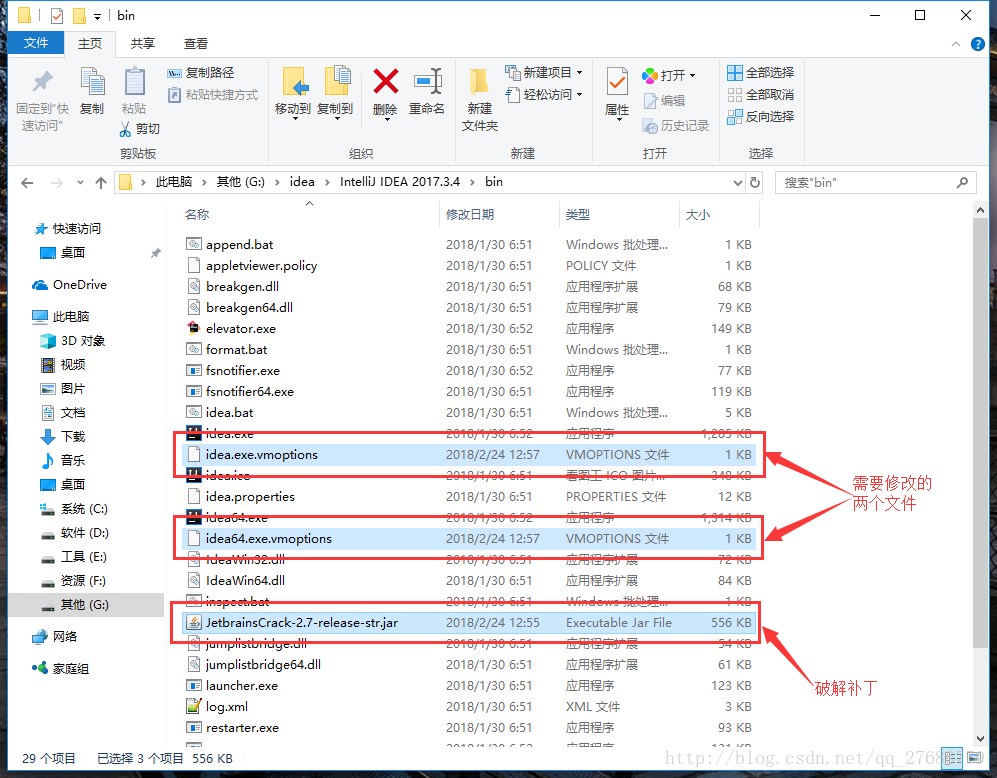 bin
文件 主页 共享 查看
固定到"快速访问" 复制 粘贴 复制路径 粘贴快捷方式 剪切
移动到 复制到 删除 重命名
新建文件夹 新建项目 轻松访问
属性 打开 编辑 历史记录
全部选择 全部取消 反向选择
剪贴板 组织 新建 打开 选择
此电脑 其他 (G:) idea IntelliJ IDEA 2017.3.4 bin 搜索"bin"
名称 修改日期 类型 大小
快速访问
桌面
OneDrive
此电脑
3D 对象
视频
图片
文档
下载
音乐
桌面
系统 (C:)
软件 (D:)
工具 (E:)
资源 (F:)
其他 (G:)
网络
家庭组
append.bat 2018/1/30 6:51 Windows 批处理... 1 KB
appletviewer.policy 2018/1/30 6:51 POLICY 文件 1 KB
breakgen.dll 2018/1/30 6:51 应用程序扩展 68 KB
breakgen64.dll 2018/1/30 6:51 应用程序扩展 79 KB
elevator.exe 2018/1/30 6:52 应用程序 149 KB
format.bat 2018/1/30 6:51 Windows 批处理... 1 KB
fsnotifier.exe 2018/1/30 6:52 应用程序 77 KB
fsnotifier64.exe 2018/1/30 6:51 应用程序 119 KB
idea.bat 2018/1/30 6:51 Windows 批处理... 5 KB
idea.exe 2018/1/30 6:52 应用程序 1,285 KB
idea.exe.vmoptions 2018/2/24 12:57 VMOPTIONS 文件 1 KB
idea.ico 2018/1/30 6:51 看图王 ICO 图片... 348 KB
idea.properties 2018/1/30 6:51 PROPERTIES 文件 12 KB
idea64.exe 2018/1/30 6:52 应用程序 1,314 KB
idea64.exe.vmoptions 2018/2/24 12:57 VMOPTIONS 文件 1 KB
IdeaWin32.dll 2018/1/30 6:51 应用程序扩展 72 KB
IdeaWin64.dll 2018/1/30 6:51 应用程序扩展 84 KB
inspect.bat 2018/1/30 6:51 Windows 批处理... 1 KB
JetbrainsCrack-2.7-release-str.jar 2018/2/24 12:55 Executable Jar File 556 KB
jumplistbridge.dll 2018/1/30 6:51 应用程序扩展 54 KB
jumplistbridge64.dll 2018/1/30 6:51 应用程序扩展 61 KB
launcher.exe 2018/1/30 6:51 应用程序 123 KB
log.xml 2018/1/30 6:51 XML 文件 3 KB
restarter.exe 2018/1/30 6:51 应用程序 93 KB
需要修改的
两个文件
破解补丁
29 个项目 已选择 3 个项目 556 KB
http://blog.csdn.net/qq_276